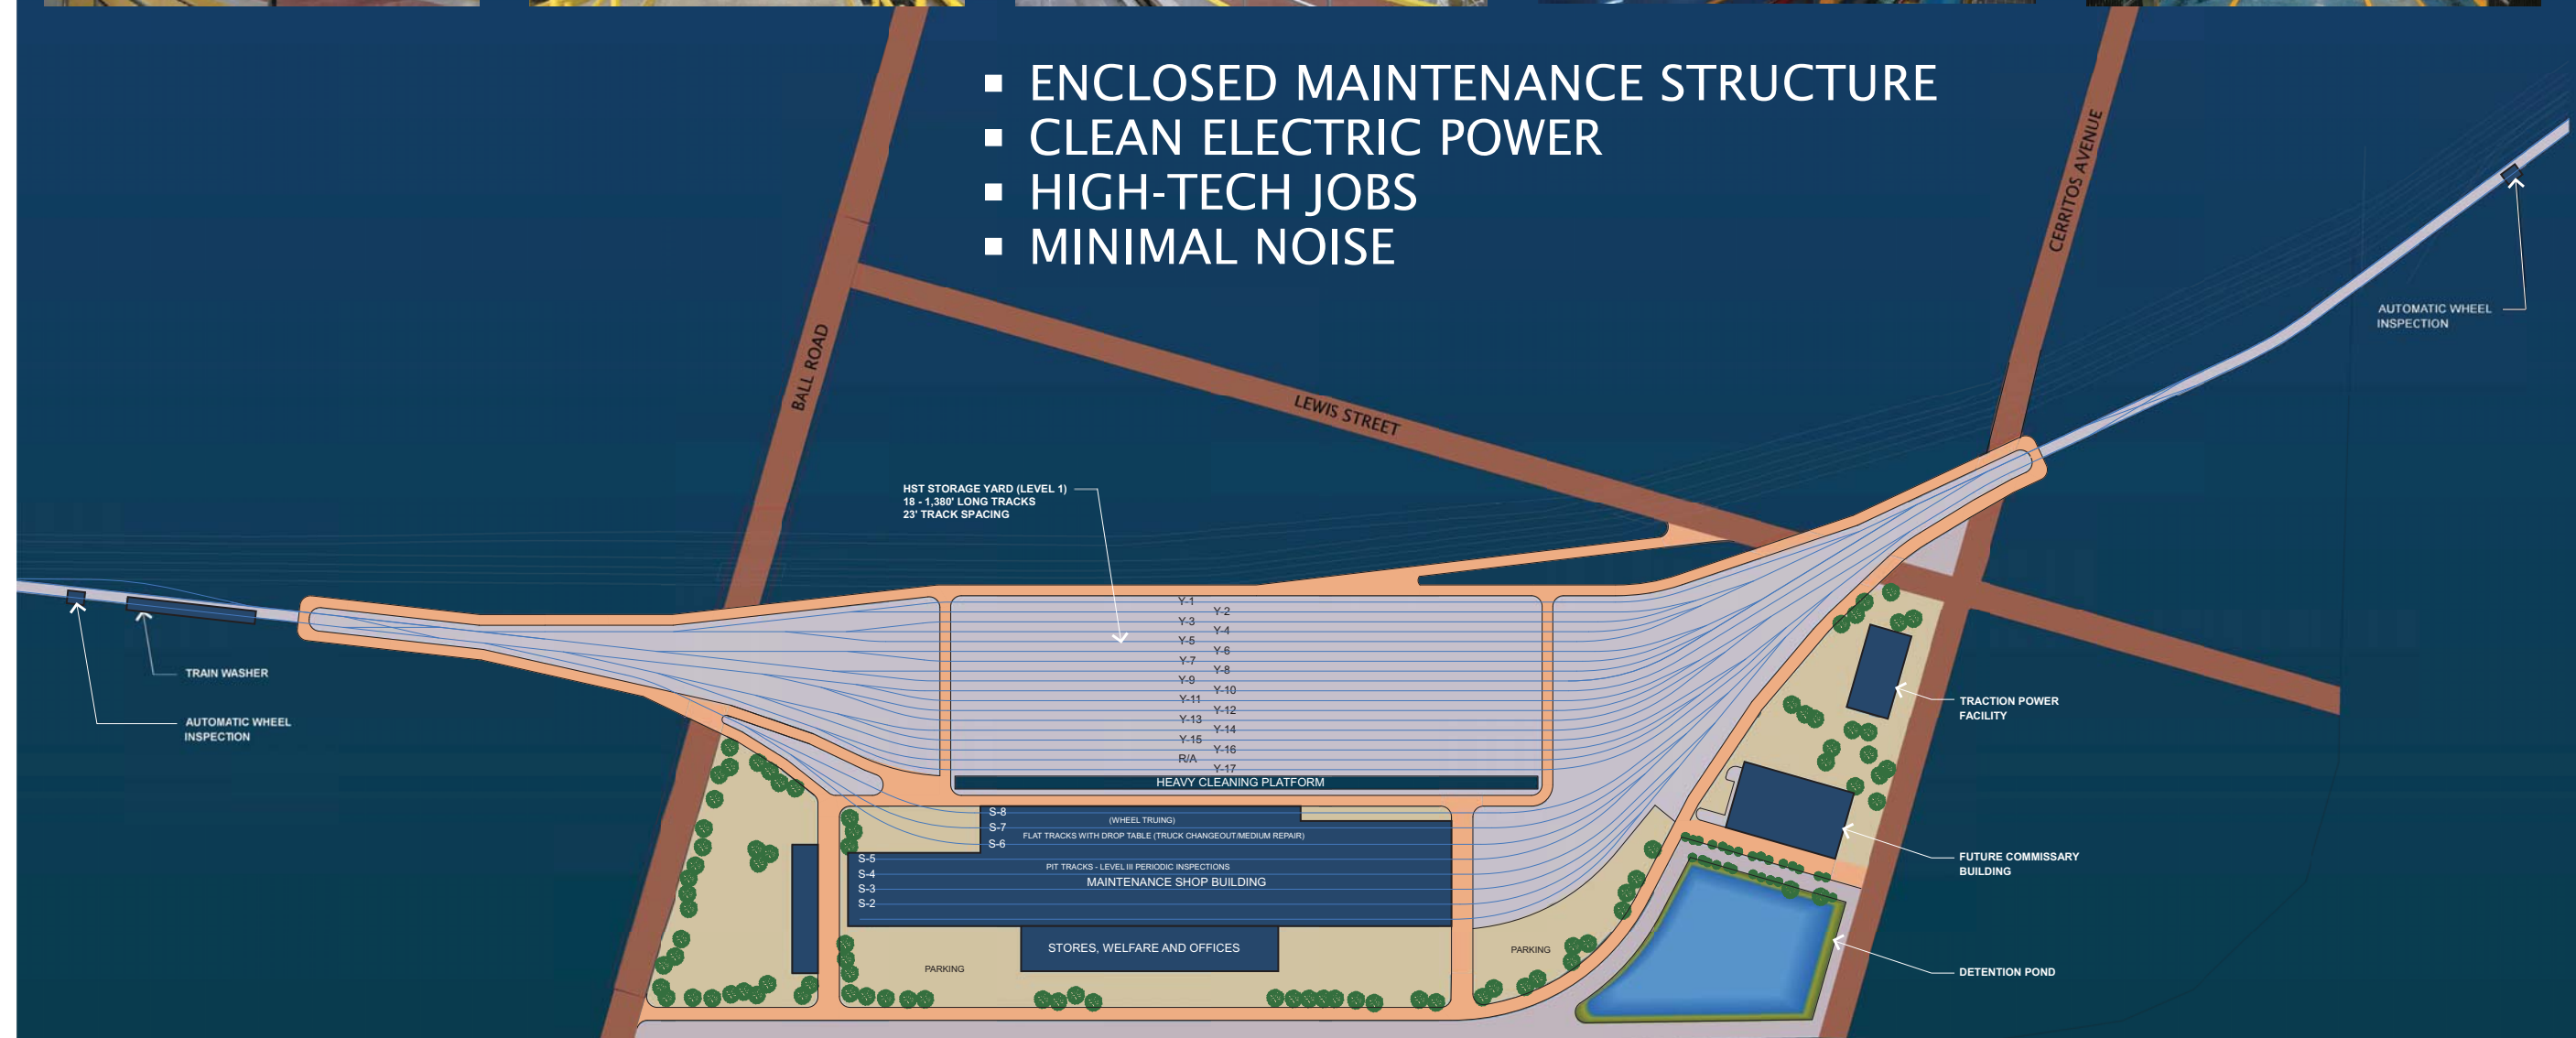 ▪ ENCLOSED MAINTENANCE STRUCTURE
▪ CLEAN ELECTRIC POWER
▪ HIGH-TECH JOBS
▪ MINIMAL NOISE
CERRITOS AVENUE
AUTOMATIC WHEEL
INSPECTION
BALL ROAD
LEWIS STREET
HST STORAGE YARD (LEVEL 1)
18 - 1,380' LONG TRACKS
23' TRACK SPACING
Y-1
Y-2
Y-3
Y-4
Y-5
Y-6
Y-7
Y-8
Y-9
Y-10
Y-11
Y-12
Y-13
Y-14
Y-15
Y-16
R/A
Y-17
HEAVY CLEANING PLATFORM
TRAIN WASHER
AUTOMATIC WHEEL
INSPECTION
TRACTION POWER
FACILITY
S-8
(WHEEL TRUING)
S-7
FLAT TRACKS WITH DROP TABLE (TRUCK CHANGEOUT/MEDIUM REPAIR)
S-6
S-5
PIT TRACKS - LEVEL III PERIODIC INSPECTIONS
S-4
MAINTENANCE SHOP BUILDING
S-3
S-2
FUTURE COMMISSARY
BUILDING
STORES, WELFARE AND OFFICES
PARKING
PARKING
DETENTION POND